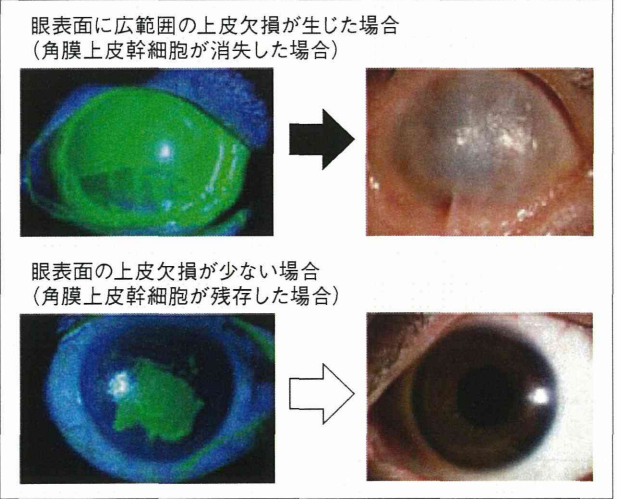 眼表面に広範囲の上皮欠損が生じた場合
（角膜上皮幹細胞が消失した場合）
眼表面の上皮欠損が少ない場合
（角膜上皮幹細胞が残存した場合）